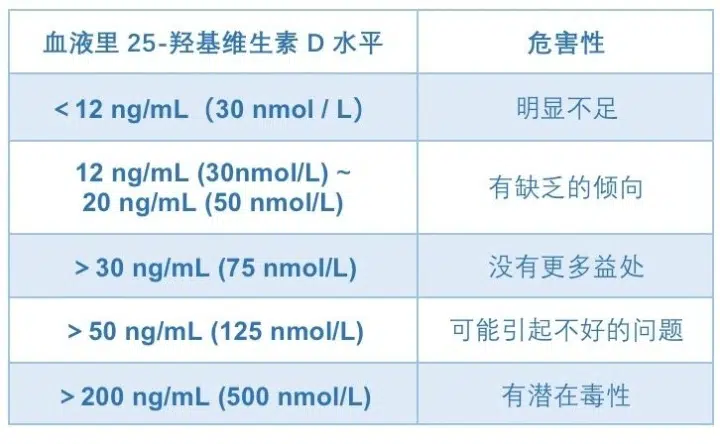 血液里 25-羟基维生素 D 水平
危害性
<12 ng/mL（30 nmol / L）
明显不足
12 ng/mL (30nmol/L) ~
20 ng/mL (50 nmol/L)
有缺乏的倾向
> 30 ng/mL (75 nmol/L)
没有更多益处
> 50 ng/mL (125 nmol/L)
可能引起不好的问题
> 200 ng/mL (500 nmol/L)
有潜在毒性